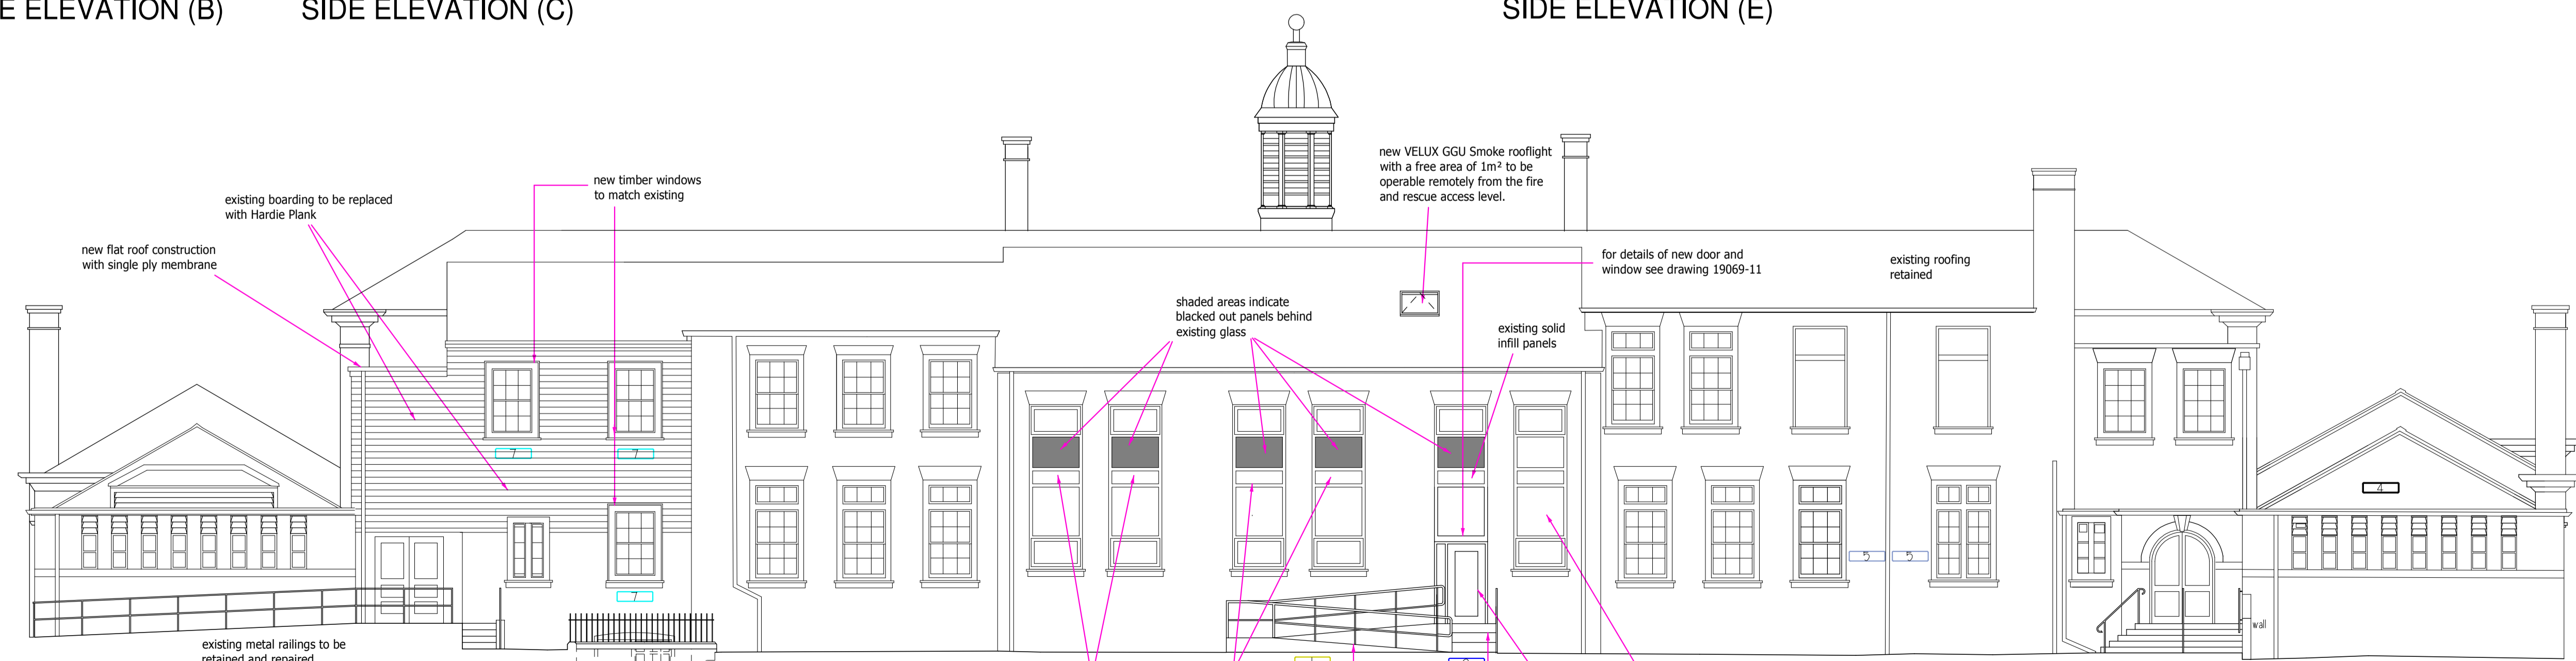 E ELEVATION (B)
SIDE ELEVATION (C)
SIDE ELEVATION (E)
new VELUX GGU Smoke rooflight
with a free area of 1m² to be
operable remotely from the fire
and rescue access level.
new timber windows
to match existing
existing boarding to be replaced
with Hardie Plank
new flat roof construction
with single ply membrane
for details of new door and
window see drawing 19069-11
existing roofing
retained
shaded areas indicate
blacked out panels behind
existing glass
existing solid
infill panels
7
7
4
5
5
7
wall
existing metal railings to be
retained and repaired